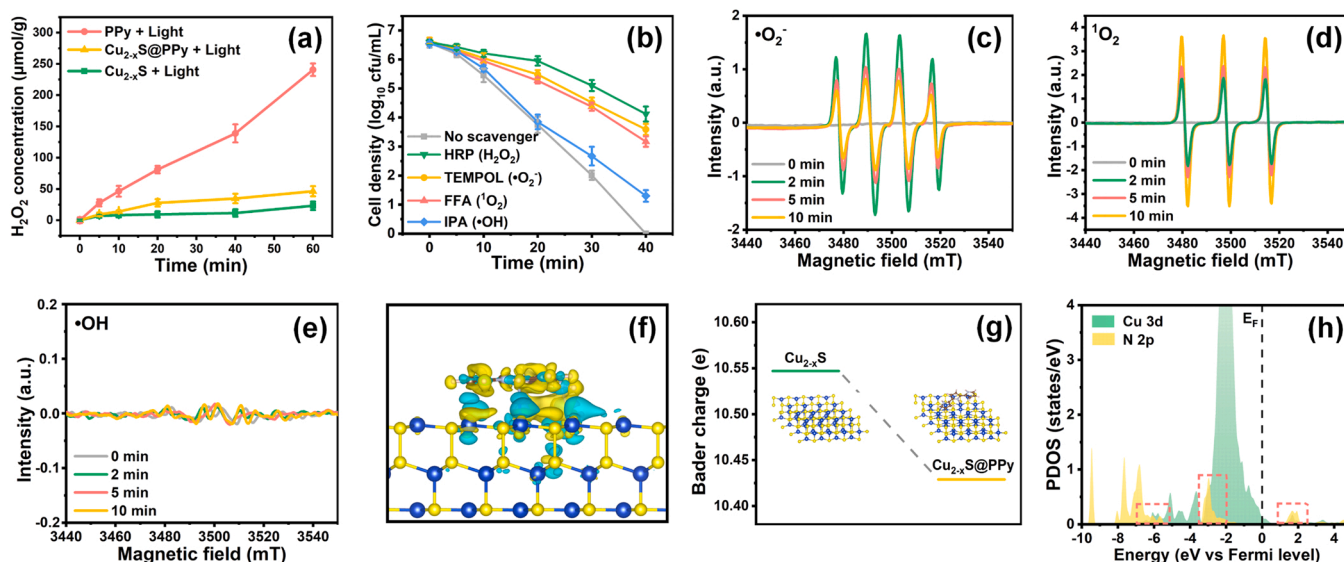 (a)
PPy + Light
Cu2-xS@PPy + Light
Cu2-xS + Light
H2O2 concentration (μmol/g)
300
250
200
150
100
50
0
0 10 20 30 40 50 60
Time (min)
(b)
No scavenger
HRP (H2O2)
TEMPOL (•O2-)
FFA (1O2)
IPA (•OH)
Cell density (log10 cfu/mL)
8
7
6
5
4
3
2
1
0
0 10 20 30 40
Time (min)
•O2-
(c)
0 min
2 min
5 min
10 min
Intensity (a.u.)
2
1
0
-1
-2
3440 3460 3480 3500 3520 3540
Magnetic field (mT)
1O2
(d)
0 min
2 min
5 min
10 min
Intensity (a.u.)
4
3
2
1
0
-1
-2
-3
-4
3440 3460 3480 3500 3520 3540
Magnetic field (mT)
•OH
(e)
0 min
2 min
5 min
10 min
Intensity (a.u.)
0.2
0.1
0.0
-0.1
-0.2
3440 3460 3480 3500 3520 3540
Magnetic field (mT)
(f)
(g)
Cu2-xS
Cu2-xS@PPy
Bader charge (e)
10.60
10.55
10.50
10.45
10.40
(h)
Cu 3d
N 2p
EF
PDOS (states/eV)
4
3
2
1
0
-10 -8 -6 -4 -2 0 2 4
Energy (eV vs Fermi level)